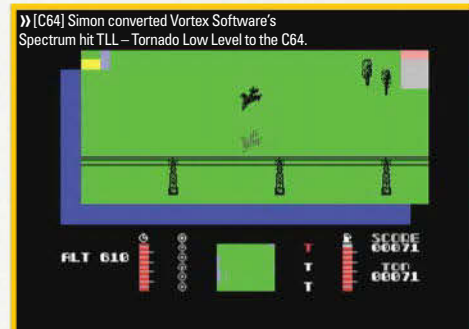 »[C64] Simon converted Vortex Software's
Spectrum hit TLL – Tornado Low Level to the C64.
ALT 610
T
T
T
SCORE
00071
TOD
00071